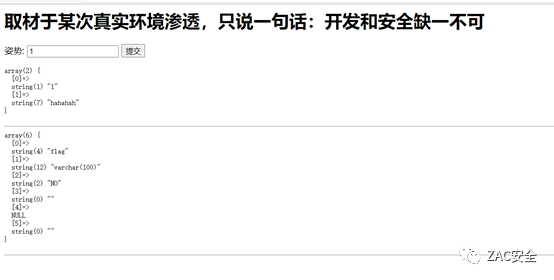 取材于某次真实环境渗透，只说一句话：开发和安全缺一不可
姿势: 1 提交
array(2) {
[0]=>
string(1) "1"
[1]=>
string(7) "hahahah"
}
array(6) {
[0]=>
string(4) "flag"
[1]=>
string(12) "varchar(100)"
[2]=>
string(2) "NO"
[3]=>
string(0) ""
[4]=>
NULL
[5]=>
string(0) ""
}
ZAC安全